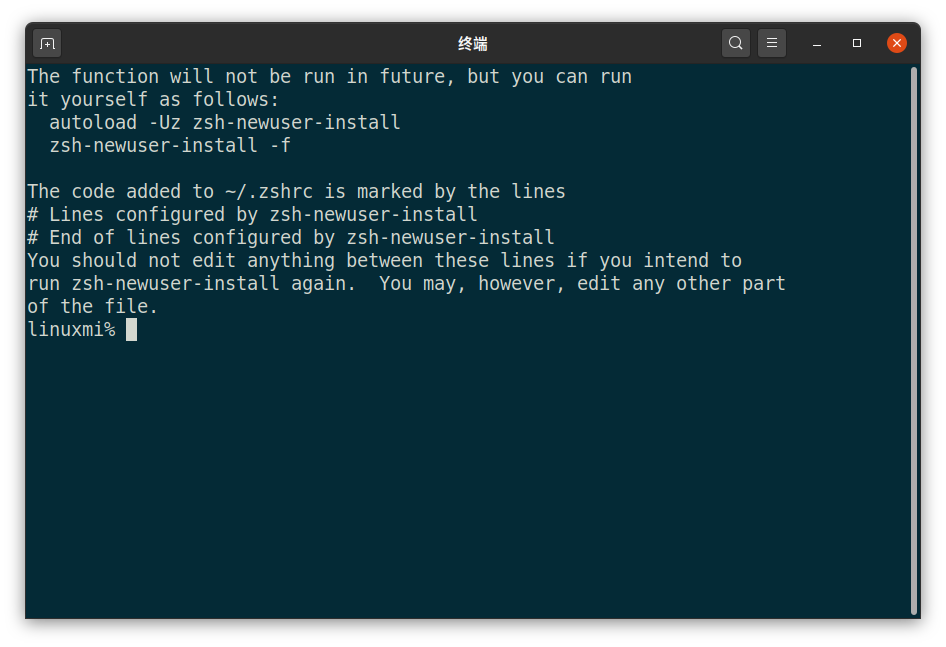 终端
The function will not be run in future, but you can run
it yourself as follows:
  autoload -Uz zsh-newuser-install
  zsh-newuser-install -f

The code added to ~/.zshrc is marked by the lines
# Lines configured by zsh-newuser-install
# End of lines configured by zsh-newuser-install
You should not edit anything between these lines if you intend to
run zsh-newuser-install again.  You may, however, edit any other part
of the file.
linuxmi%